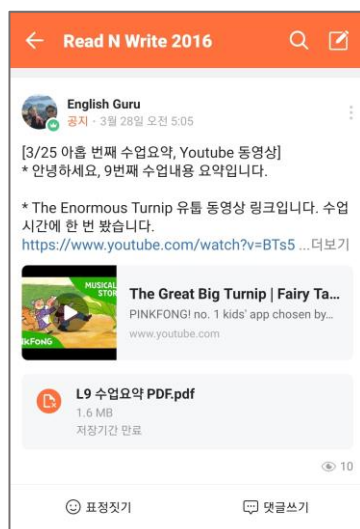 Read N Write 2016
English Guru
공지 · 3월 28일 오전 5:05
[3/25 아홉 번째 수업요약, Youtube 동영상]
* 안녕하세요, 9번째 수업내용 요약입니다.
* The Enormous Turnip 유튭 동영상 링크입니다. 수업
시간에 한 번 봤습니다.
https://www.youtube.com/watch?v=BTs5 ...더보기
MUSICAL
STOR
NKFONG
The Great Big Turnip | Fairy Ta...
PINKFONG! no. 1 kids' app chosen by...
www.youtube.com
L9 수업요약 PDF.pdf
1.6 MB
저장기간 만료
10
표정짓기
댓글쓰기